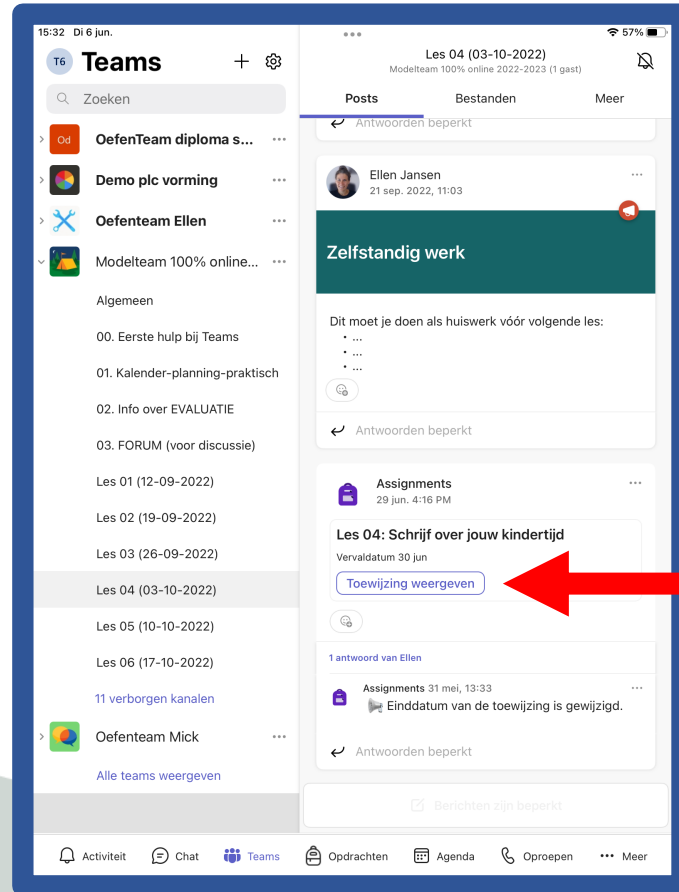 15:32 Di 6 jun.
57%
T6 Teams
Zoeken
Od OefenTeam diploma s...
Demo plc vorming
Oefenteam Ellen
Modelteam 100% online...
Algemeen
00. Eerste hulp bij Teams
01. Kalender-planning-praktisch
02. Info over EVALUATIE
03. FORUM (voor discussie)
Les 01 (12-09-2022)
Les 02 (19-09-2022)
Les 03 (26-09-2022)
Les 04 (03-10-2022)
Les 05 (10-10-2022)
Les 06 (17-10-2022)
11 verborgen kanalen
Oefenteam Mick
Alle teams weergeven
Les 04 (03-10-2022)
Modelteam 100% online 2022-2023 (1 gast)
Posts Bestanden Meer
Antwoorden beperkt
Ellen Jansen
21 sep. 2022, 11:03
Zelfstandig werk
Dit moet je doen als huiswerk vóór volgende les:
• ...
• ...
• ...
Antwoorden beperkt
Assignments
29 jun. 4:16 PM
Les 04: Schrijf over jouw kindertijd
Vervaldatum 30 jun
Toewijzing weergeven
1 antwoord van Ellen
Assignments 31 mei, 13:33
Einddatum van de toewijzing is gewijzigd.
Antwoorden beperkt
Berichten zijn beperkt
Activiteit Chat Teams Opdrachten Agenda Oproepen Meer